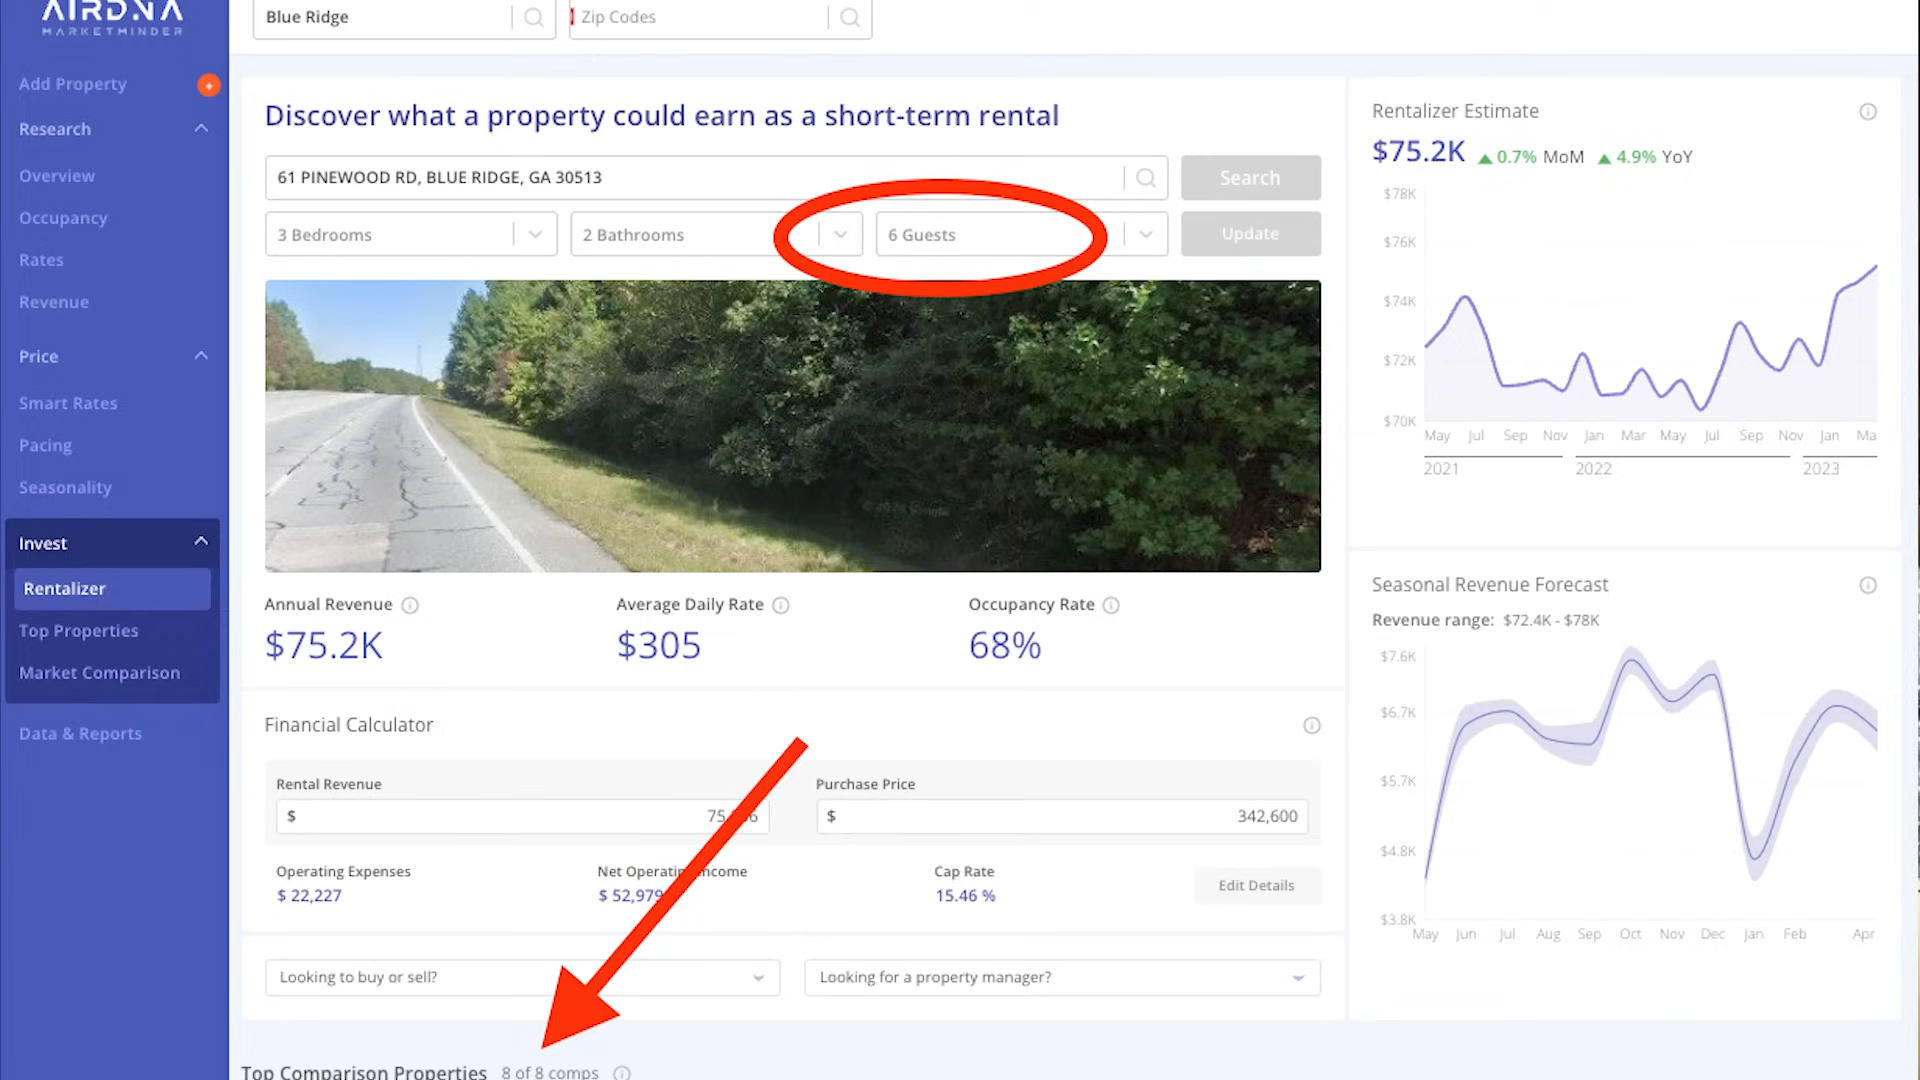 AIRDNA
MARKETMINDER
Blue Ridge
Zip Codes
Add Property
Research
Overview
Occupancy
Rates
Revenue
Price
Smart Rates
Pacing
Seasonality
Invest
Rentalizer
Top Properties
Market Comparison
Data & Reports
Discover what a property could earn as a short-term rental
61 PINEWOOD RD, BLUE RIDGE, GA 30513
Search
3 Bedrooms
2 Bathrooms
6 Guests
Update
Annual Revenue
$75.2K
Average Daily Rate
$305
Occupancy Rate
68%
Financial Calculator
Rental Revenue
$
Purchase Price
$ 342,600
Operating Expenses
$ 22,227
Net Operating Income
$ 52,979
Cap Rate
15.46 %
Edit Details
Looking to buy or sell?
Looking for a property manager?
Top Comparison Properties 8 of 8 comps
Rentalizer Estimate
$75.2K 0.7% MoM 4.9% YoY
$78K
$76K
$74K
$72K
$70K
May Jul Sep Nov Jan Mar May Jul Sep Nov Jan Ma
2021 2022 2023
Seasonal Revenue Forecast
Revenue range: $72.4K - $78K
$7.6K
$6.7K
$5.7K
$4.8K
$3.8K
May Jun Jul Aug Sep Oct Nov Dec Jan Feb Apr